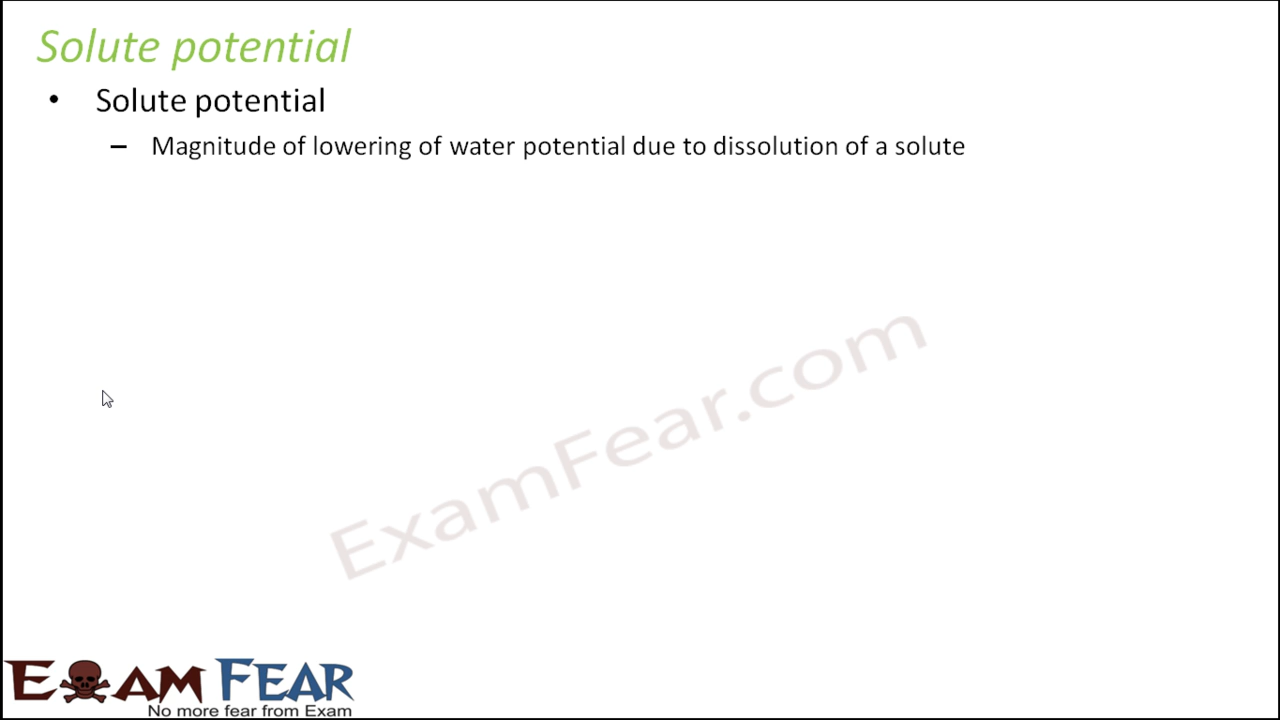 Solute potential
• Solute potential
– Magnitude of lowering of water potential due to dissolution of a solute
ExamFear.com
EXAM FEAR
No more fear from Exam